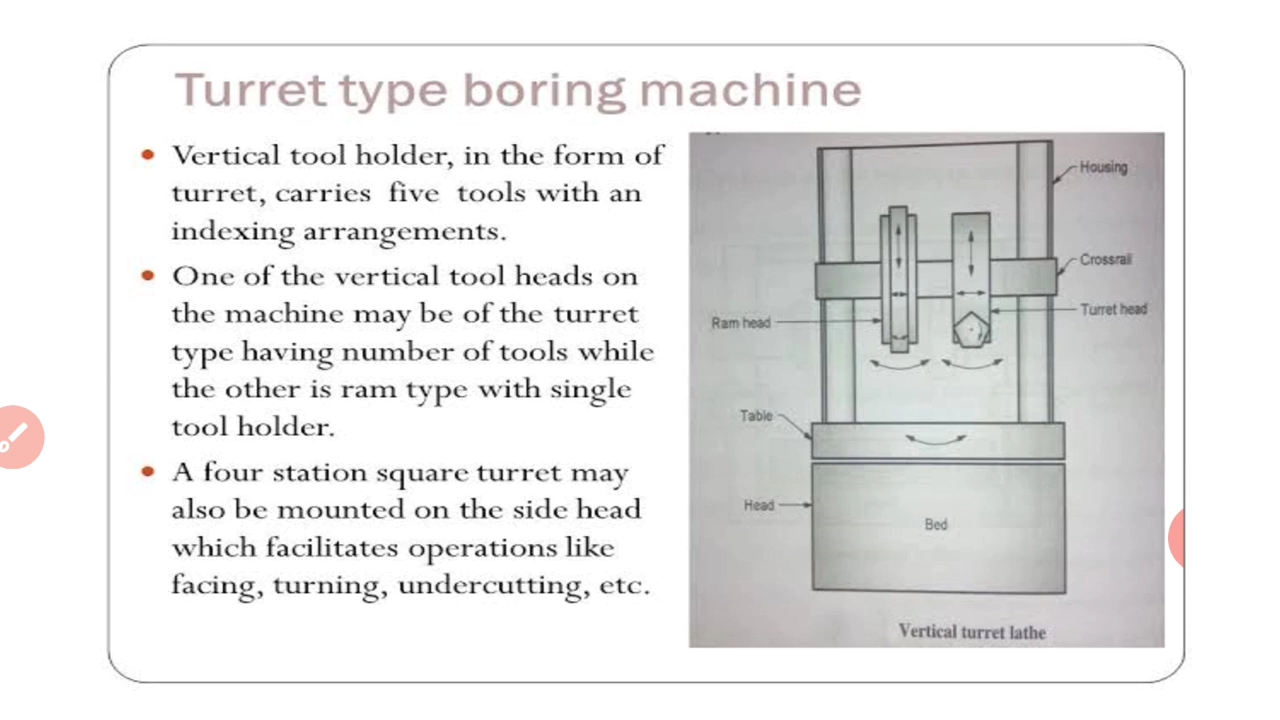 Turret type boring machine
• Vertical tool holder, in the form of
turret, carries five tools with an
indexing arrangements.
• One of the vertical tool heads on
the machine may be of the turret
type having number of tools while
the other is ram type with single
tool holder.
• A four station square turret may
also be mounted on the side head
which facilitates operations like
facing, turning, undercutting, etc.
Housing
Crossrail
Ram head
Turret head
Table
Head
Bed
Vertical turret lathe